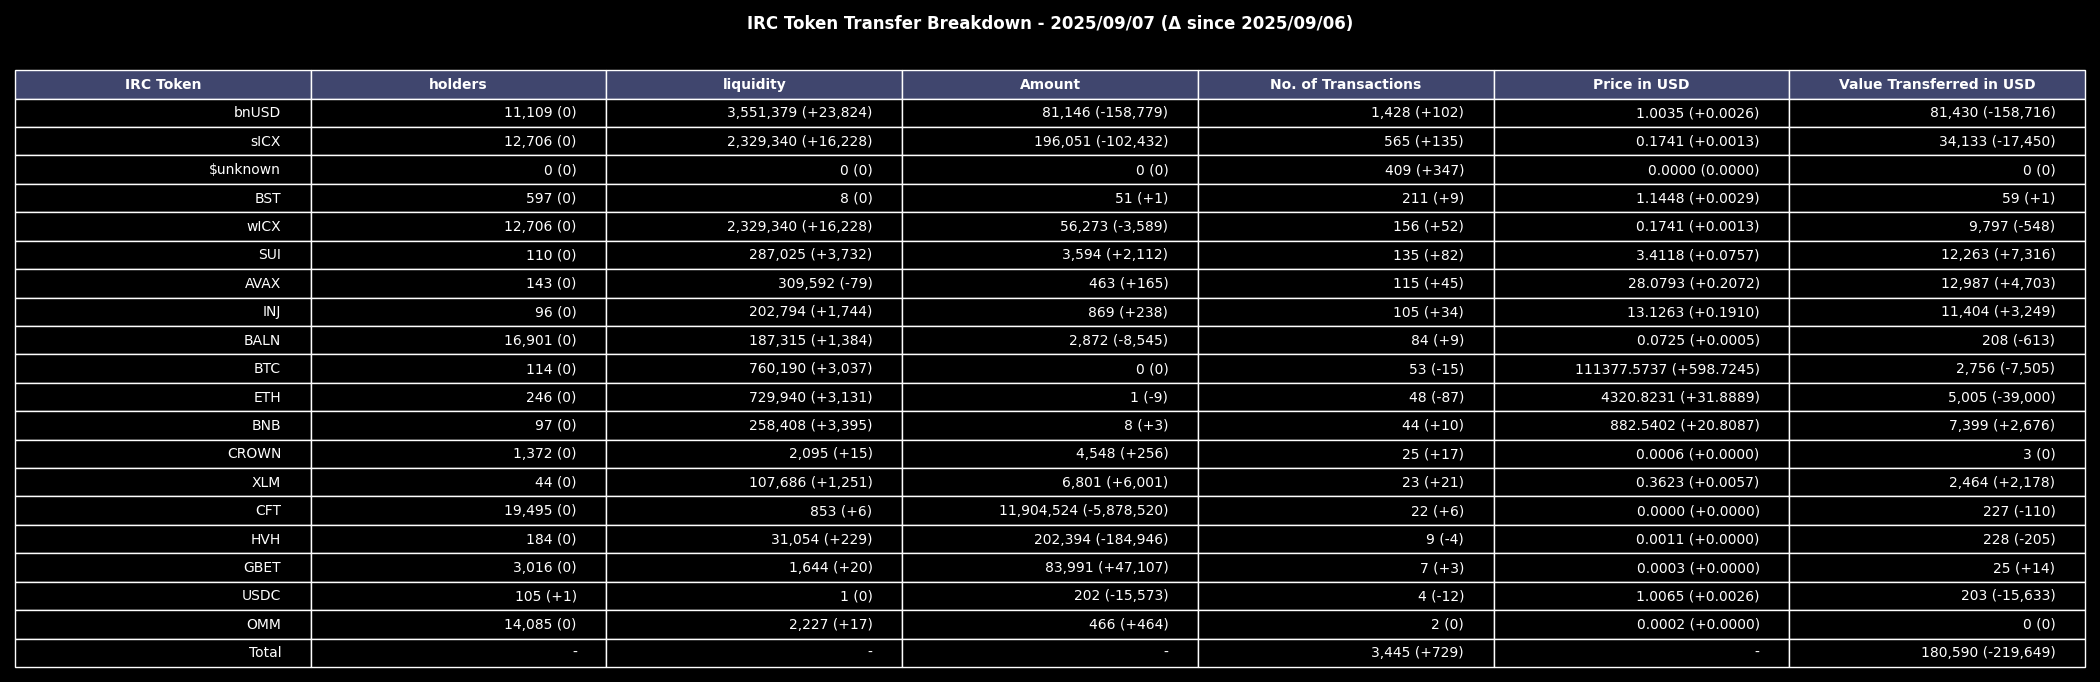 IRC Token Transfer Breakdown - 2025/09/07 (Δ since 2025/09/06)
IRC Token holders liquidity Amount No. of Transactions Price in USD Value Transferred in USD
bnUSD 11,109 (0) 3,551,379 (+23,824) 81,146 (-158,779) 1,428 (+102) 1.0035 (+0.0026) 81,430 (-158,716)
sICX 12,706 (0) 2,329,340 (+16,228) 196,051 (-102,432) 565 (+135) 0.1741 (+0.0013) 34,133 (-17,450)
$unknown 0 (0) 0 (0) 0 (0) 409 (+347) 0.0000 (0.0000) 0 (0)
BST 597 (0) 8 (0) 51 (+1) 211 (+9) 1.1448 (+0.0029) 59 (+1)
wICX 12,706 (0) 2,329,340 (+16,228) 56,273 (-3,589) 156 (+52) 0.1741 (+0.0013) 9,797 (-548)
SUI 110 (0) 287,025 (+3,732) 3,594 (+2,112) 135 (+82) 3.4118 (+0.0757) 12,263 (+7,316)
AVAX 143 (0) 309,592 (-79) 463 (+165) 115 (+45) 28.0793 (+0.2072) 12,987 (+4,703)
INJ 96 (0) 202,794 (+1,744) 869 (+238) 105 (+34) 13.1263 (+0.1910) 11,404 (+3,249)
BALN 16,901 (0) 187,315 (+1,384) 2,872 (-8,545) 84 (+9) 0.0725 (+0.0005) 208 (-613)
BTC 114 (0) 760,190 (+3,037) 0 (0) 53 (-15) 111377.5737 (+598.7245) 2,756 (-7,505)
ETH 246 (0) 729,940 (+3,131) 1 (-9) 48 (-87) 4320.8231 (+31.8889) 5,005 (-39,000)
BNB 97 (0) 258,408 (+3,395) 8 (+3) 44 (+10) 882.5402 (+20.8087) 7,399 (+2,676)
CROWN 1,372 (0) 2,095 (+15) 4,548 (+256) 25 (+17) 0.0006 (+0.0000) 3 (0)
XLM 44 (0) 107,686 (+1,251) 6,801 (+6,001) 23 (+21) 0.3623 (+0.0057) 2,464 (+2,178)
CFT 19,495 (0) 853 (+6) 11,904,524 (-5,878,520) 22 (+6) 0.0000 (+0.0000) 227 (-110)
HVH 184 (0) 31,054 (+229) 202,394 (-184,946) 9 (-4) 0.0011 (+0.0000) 228 (-205)
GBET 3,016 (0) 1,644 (+20) 83,991 (+47,107) 7 (+3) 0.0003 (+0.0000) 25 (+14)
USDC 105 (+1) 1 (0) 202 (-15,573) 4 (-12) 1.0065 (+0.0026) 203 (-15,633)
OMM 14,085 (0) 2,227 (+17) 466 (+464) 2 (0) 0.0002 (+0.0000) 0 (0)
Total - - - 3,445 (+729) - 180,590 (-219,649)